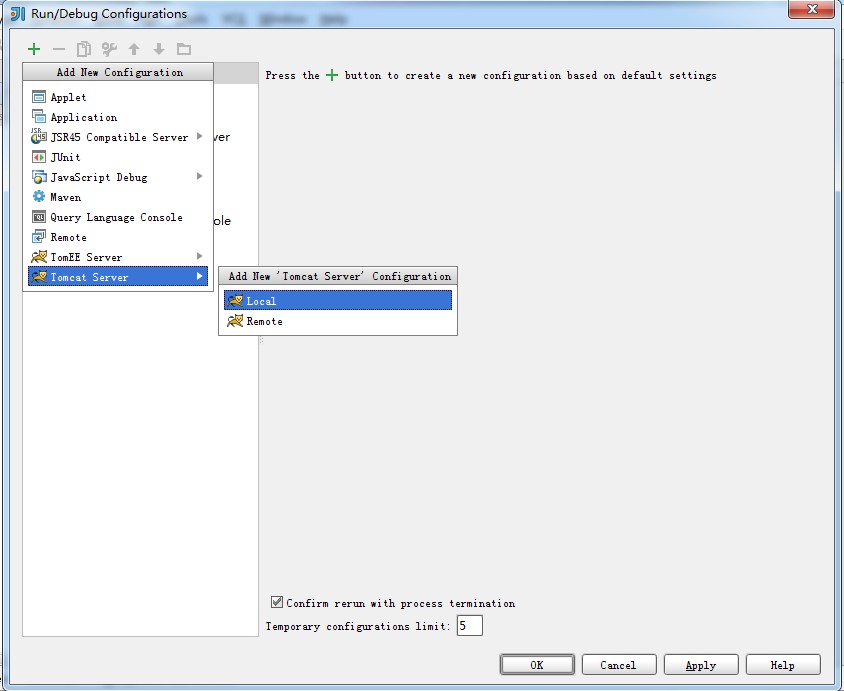 Run/Debug Configurations
Add New Configuration
Press the + button to create a new configuration based on default settings
Applet
Application
JSR45 Compatible Server
ver
JUnit
JavaScript Debug
Maven
Query Language Console
ole
Remote
TomEE Server
Tomcat Server
Add New 'Tomcat Server' Configuration
Local
Remote
Confirm rerun with process termination
Temporary configurations limit: 5
OK Cancel Apply Help